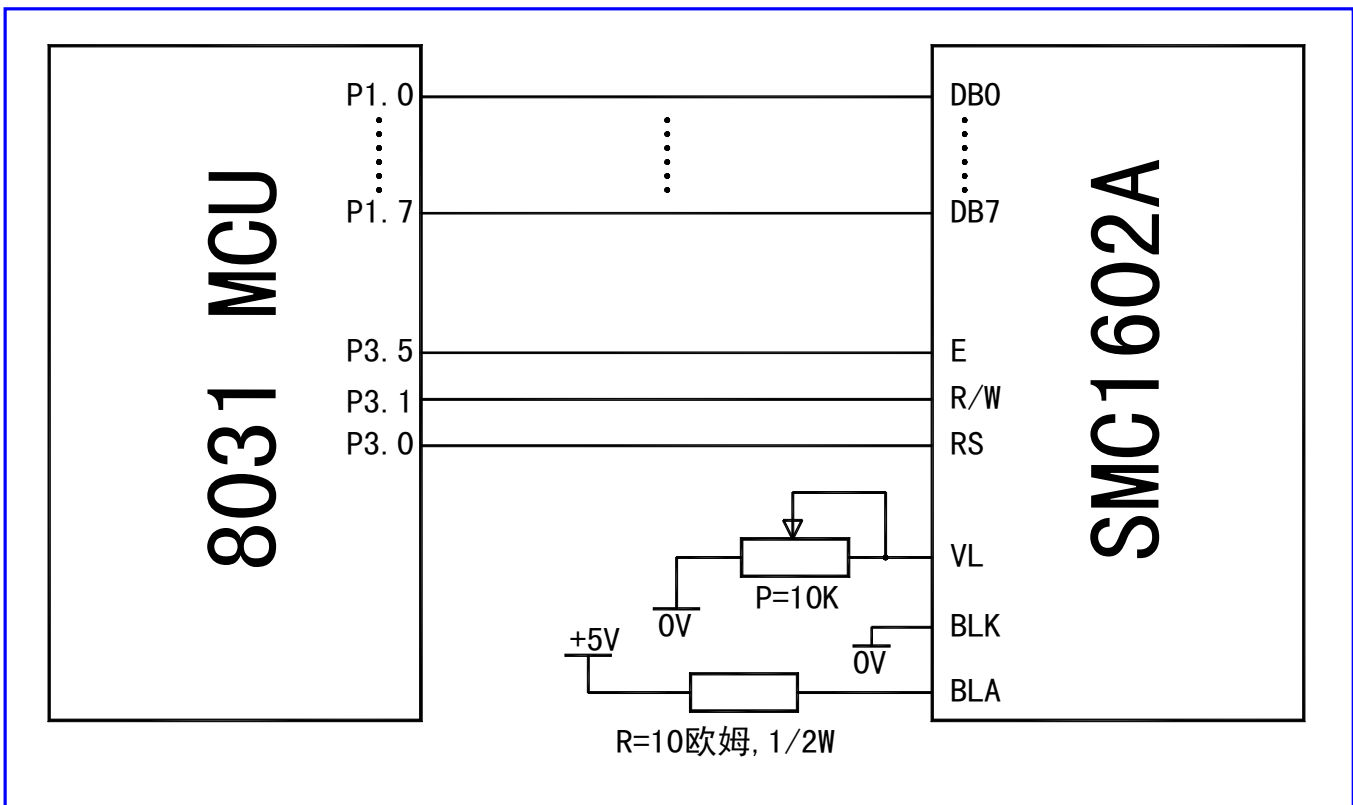 8031 MCU
P1.0
P1.7
P3.5
P3.1
P3.0
SMC1602A
DB0
DB7
E
R/W
RS
VL
BLK
BLA
P=10K
0V
0V
+5V
R=10欧姆,1/2W